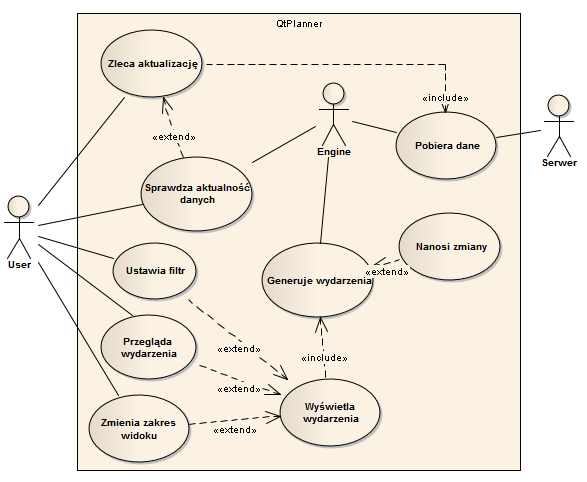 QtPlanner
Zleca aktualizację
«include»
Pobiera dane
Engine
Serwer
«extend»
Sprawdza aktualność
danych
User
Ustawia filtr
Generuje wydarzenia
Nanosi zmiany
«extend»
Przegląda
wydarzenia
«extend»
«include»
«extend»
Zmienia zakres
widoku
«extend»
Wyświetla
wydarzenia